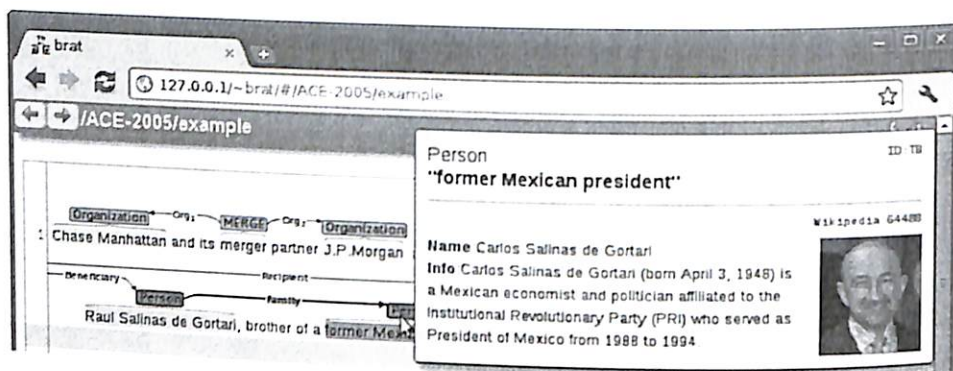 brat
127.0.0.1/~brat/#/ACE-2005/example
/ACE-2005/example
Person
ID:T8
"former Mexican president"
Wikipedia 64488
Name Carlos Salinas de Gortari
Info Carlos Salinas de Gortari (born April 3, 1948) is
a Mexican economist and politician affiliated to the
Institutional Revolutionary Party (PRI) who served as
President of Mexico from 1988 to 1994
Organization Org1 MERGE Org2 Organization
1 Chase Manhattan and its merger partner J.P.Morgan
Beneficiary Recipient
Person Family Per
Raul Salinas de Gortari, brother of a former Mex